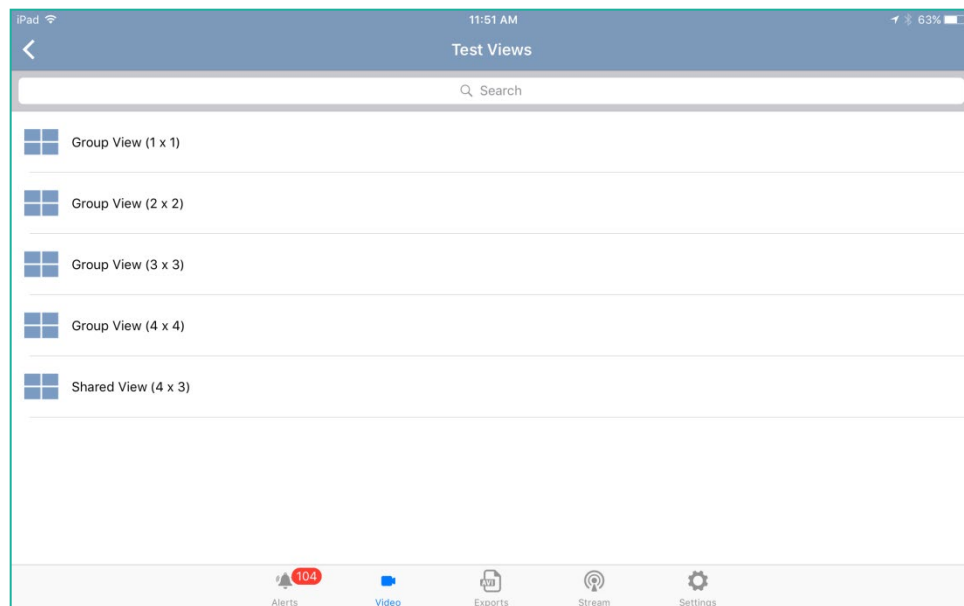 iPad 11:51 AM 63%
Test Views
Search
Group View (1 x 1)
Group View (2 x 2)
Group View (3 x 3)
Group View (4 x 4)
Shared View (4 x 3)
104
AVI
Alerts Video Exports Stream Settings